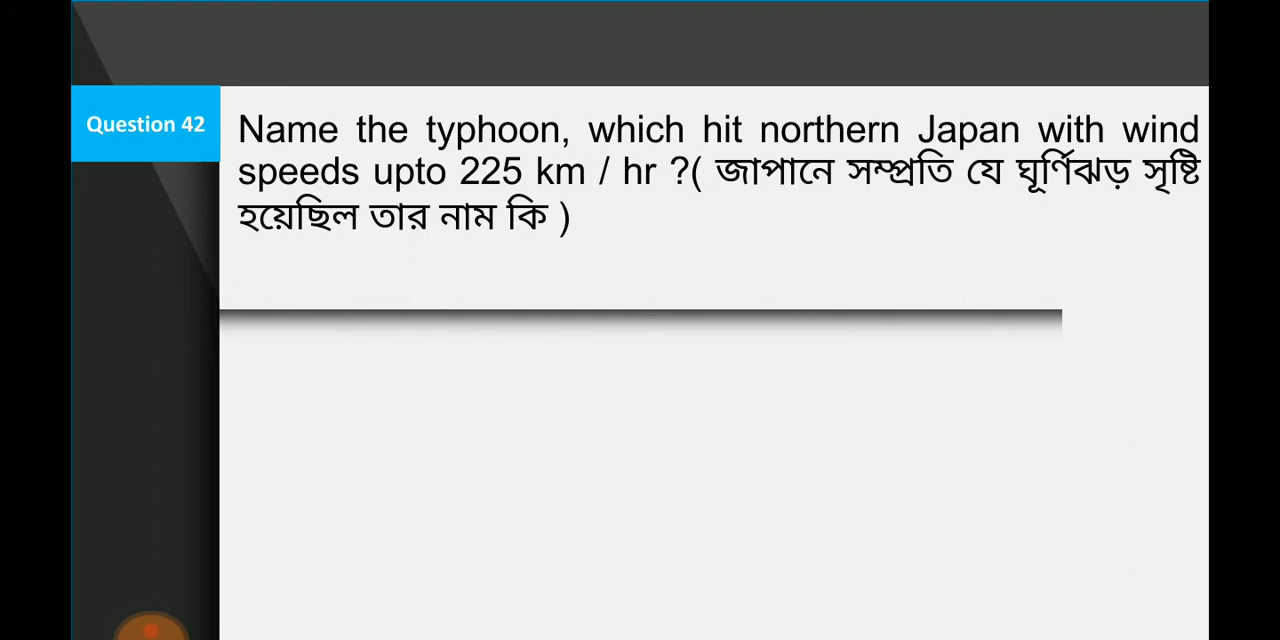 Question 42
Name the typhoon, which hit northern Japan with wind
speeds upto 225 km / hr ?( জাপানে সম্প্রতি যে ঘূর্ণিঝড় সৃষ্টি
হয়েছিল তার নাম কি )